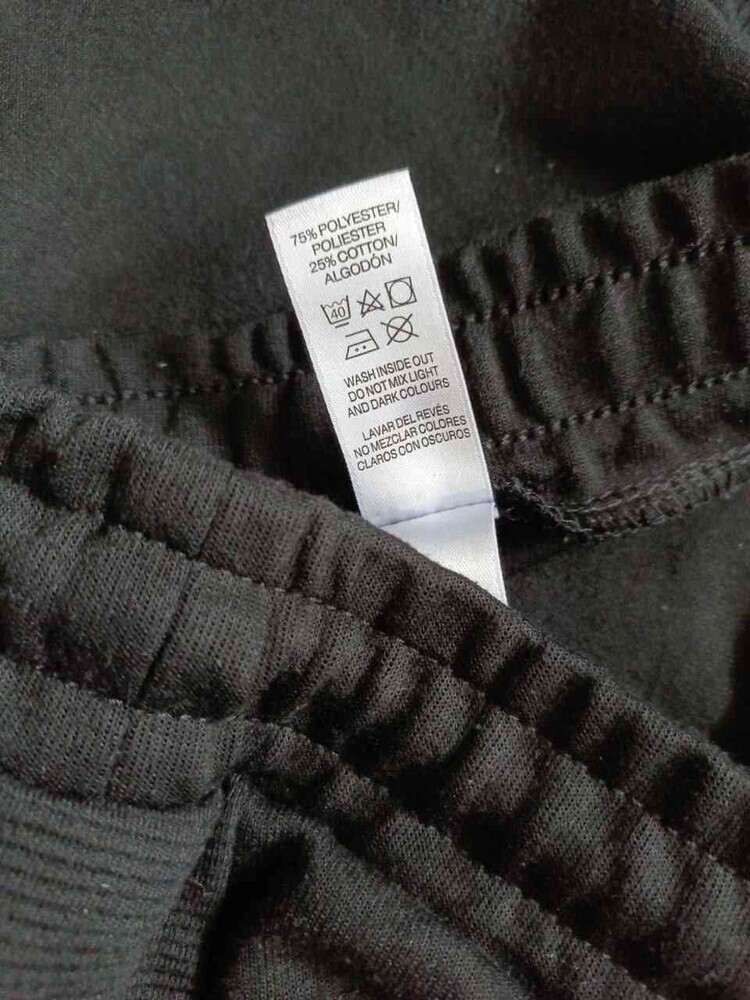 75% POLYESTER/
POLIESTER
25% COTTON/
ALGODÓN
40
WASH INSIDE OUT
DO NOT MIX LIGHT
AND DARK COLOURS
LAVAR DEL REVÉS
NO MEZCLAR COLORES
CLAROS CON OSCUROS